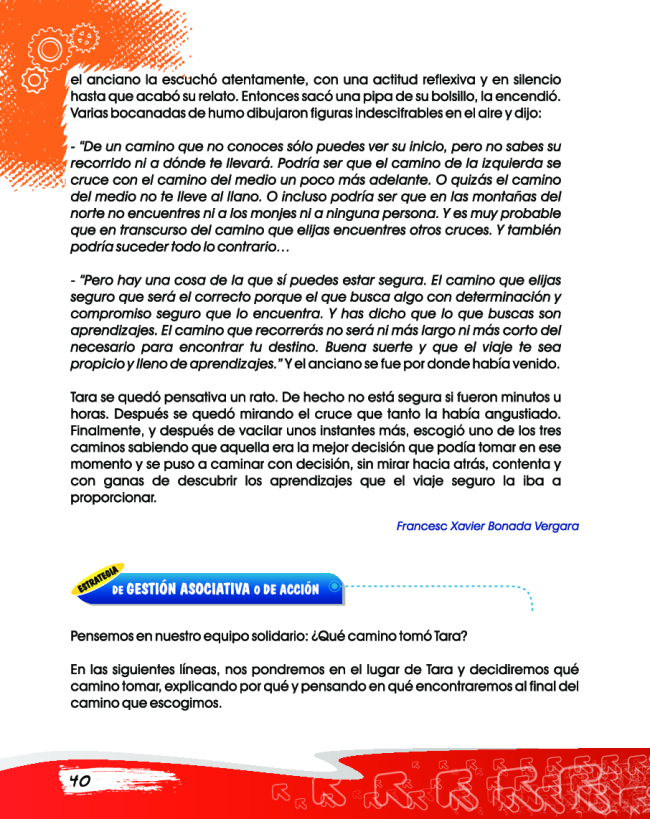 el anciano la escuchó atentamente, con una actitud reflexiva y en silencio
hasta que acabó su relato. Entonces sacó una pipa de su bolsillo, la encendió.
Varias bocanadas de humo dibujaron figuras indescifrables en el aire y dijo:
- “De un camino que no conoces sólo puedes ver su inicio, pero no sabes su
recorrido ni a dónde te llevará. Podría ser que el camino de la izquierda se
cruce con el camino del medio un poco más adelante. O quizás el camino
del medio no te lleve al llano. O incluso podría ser que en las montañas del
norte no encuentres ni a los monjes ni a ninguna persona. Y es muy probable
que en transcurso del camino que elijas encuentres otros cruces. Y también
podría suceder todo lo contrario…
- “Pero hay una cosa de la que sí puedes estar segura. El camino que elijas
seguro que será el correcto porque el que busca algo con determinación y
compromiso seguro que lo encuentra. Y has dicho que lo que buscas son
aprendizajes. El camino que recorrerás no será ni más largo ni más corto del
necesario para encontrar tu destino. Buena suerte y que el viaje te sea
propicio y lleno de aprendizajes.” Y el anciano se fue por donde había venido.
Tara se quedó pensativa un rato. De hecho no está segura si fueron minutos u
horas. Después se quedó mirando el cruce que tanto la había angustiado.
Finalmente, y después de vacilar unos instantes más, escogió uno de los tres
caminos sabiendo que aquella era la mejor decisión que podía tomar en ese
momento y se puso a caminar con decisión, sin mirar hacia atrás, contenta y
con ganas de descubrir los aprendizajes que el viaje seguro la iba a
proporcionar.
Francesc Xavier Bonada Vergara
ESTRATEGIA
DE GESTIÓN ASOCIATIVA O DE ACCIÓN
Pensemos en nuestro equipo solidario: ¿Qué camino tomó Tara?
En las siguientes líneas, nos pondremos en el lugar de Tara y decidiremos qué
camino tomar, explicando por qué y pensando en qué encontraremos al final del
camino que escogimos.
40